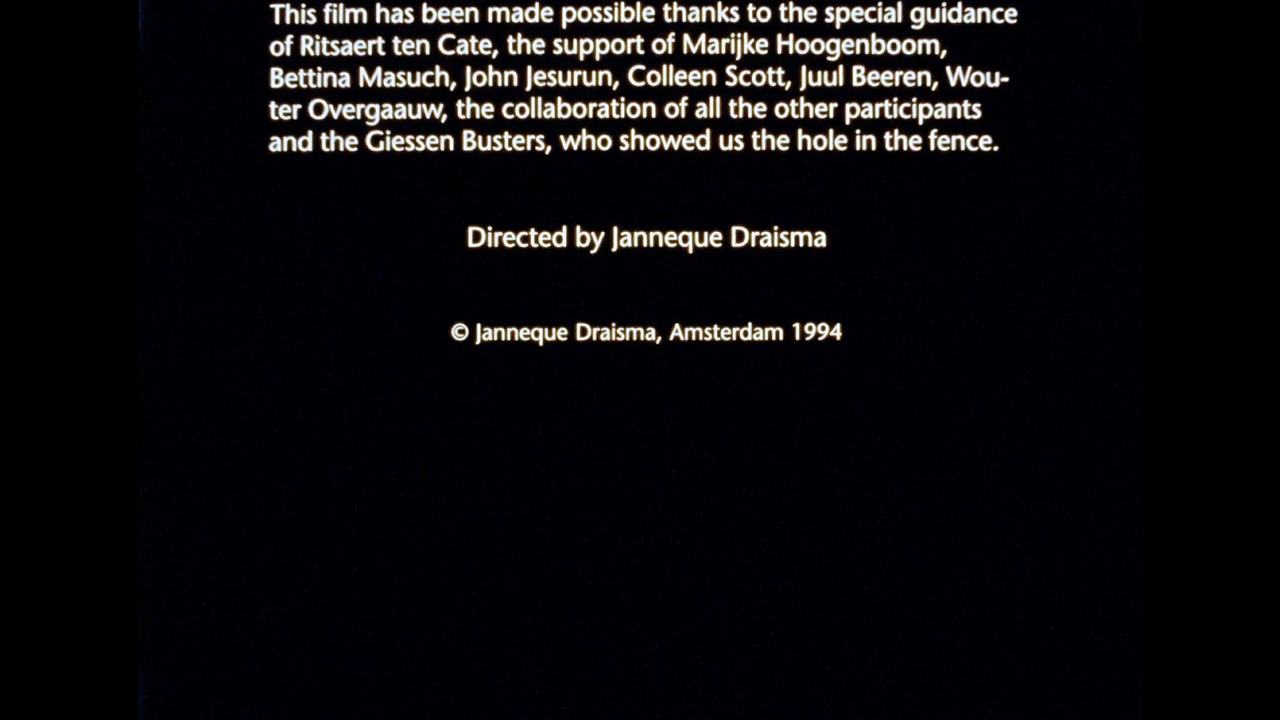 This film has been made possible thanks to the special guidance
of Ritsaert ten Cate, the support of Marijke Hoogenboom,
Bettina Masuch, John Jesurun, Colleen Scott, Juul Beeren, Wou-
ter Overgaauw, the collaboration of all the other participants
and the Giessen Busters, who showed us the hole in the fence.
Directed by Janneque Draisma
© Janneque Draisma, Amsterdam 1994